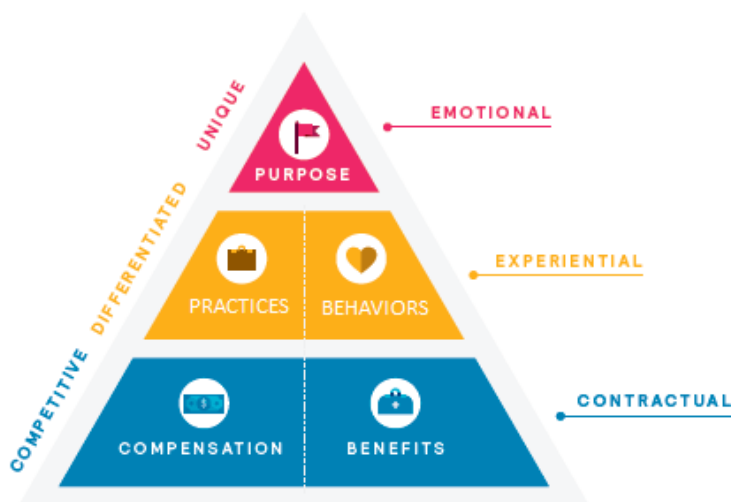 UNIQUE
EMOTIONAL
PURPOSE
DIFFERENTIATED
EXPERIENTIAL
PRACTICES
BEHAVIORS
COMPETITIVE
CONTRACTUAL
$
COMPENSATION
BENEFITS